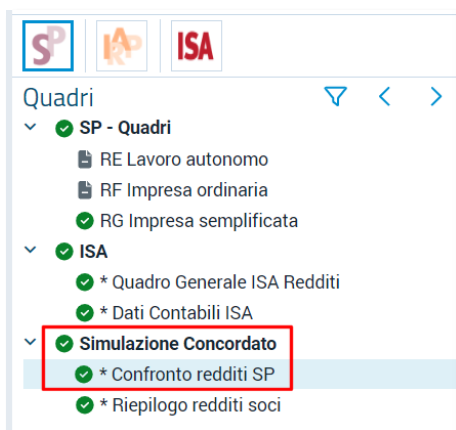 SP IRAP ISA
Quadri
SP - Quadri
RE Lavoro autonomo
RF Impresa ordinaria
RG Impresa semplificata
ISA
* Quadro Generale ISA Redditi
* Dati Contabili ISA
Simulazione Concordato
* Confronto redditi SP
* Riepilogo redditi soci